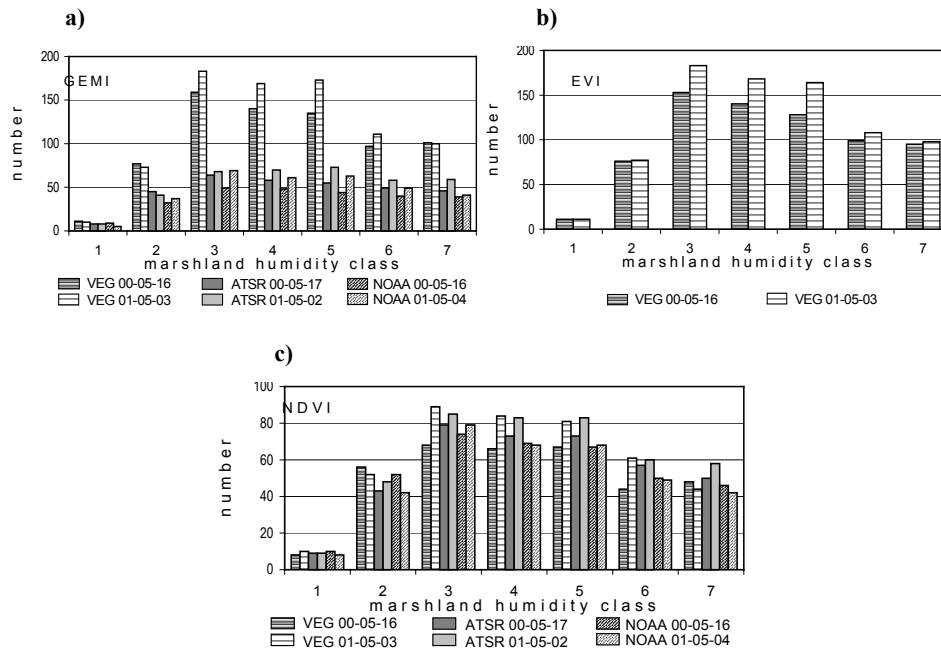 a)
b)
200
150
100
50
0
number
GEMI
1 2 3 4 5 6 7
marshland humidity class
VEG 00-05-16 ATSR 00-05-17 NOAA 00-05-16
VEG 01-05-03 ATSR 01-05-02 NOAA 01-05-04
200
150
100
50
0
number
EVI
1 2 3 4 5 6 7
marshland humidity class
VEG 00-05-16 VEG 01-05-03
c)
100
80
60
40
20
0
number
NDVI
1 2 3 4 5 6 7
marshland humidity class
VEG 00-05-16 ATSR 00-05-17 NOAA 00-05-16
VEG 01-05-03 ATSR 01-05-02 NOAA 01-05-04